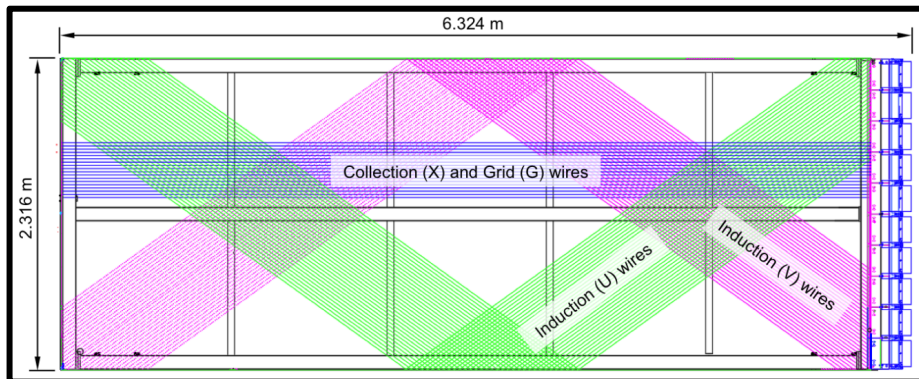 6.324 m
2.316 m
Collection (X) and Grid (G) wires
Induction (U) wires
Induction (V) wires